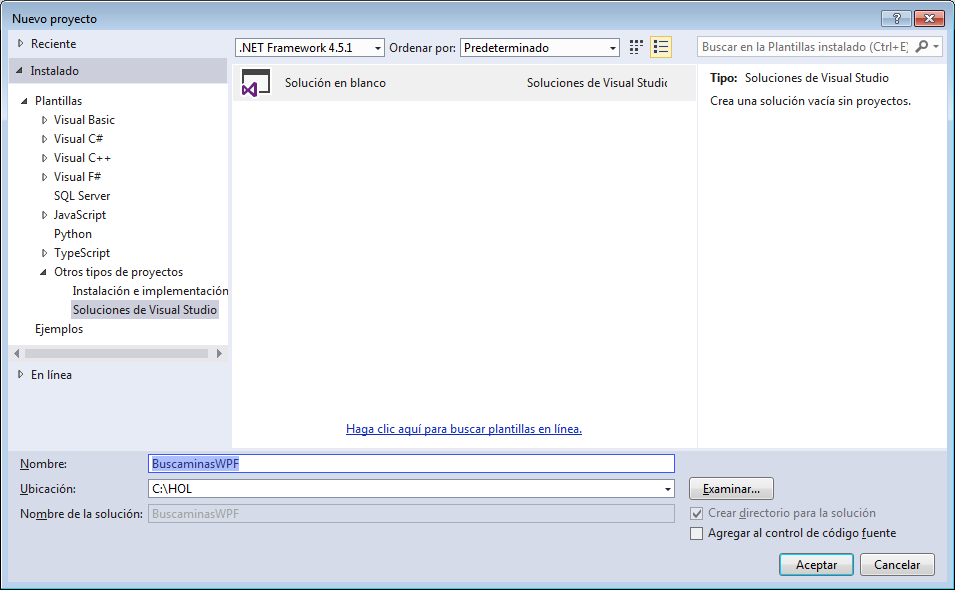 Nuevo proyecto
Reciente
.NET Framework 4.5.1 Ordenar por: Predeterminado
Buscar en la Plantillas instalado (Ctrl+E)
Instalado
Plantillas
Visual Basic
Visual C#
Visual C++
Visual F#
SQL Server
JavaScript
Python
TypeScript
Otros tipos de proyectos
Instalación e implementación
Soluciones de Visual Studio
Ejemplos
En línea
Solución en blanco Soluciones de Visual Studio
Haga clic aquí para buscar plantillas en línea.
Tipo: Soluciones de Visual Studio
Crea una solución vacía sin proyectos.
Nombre: BuscaminasWPF
Ubicación: C:\HOL
Examinar...
Nombre de la solución: BuscaminasWPF
Crear directorio para la solución
Agregar al control de código fuente
Aceptar Cancelar